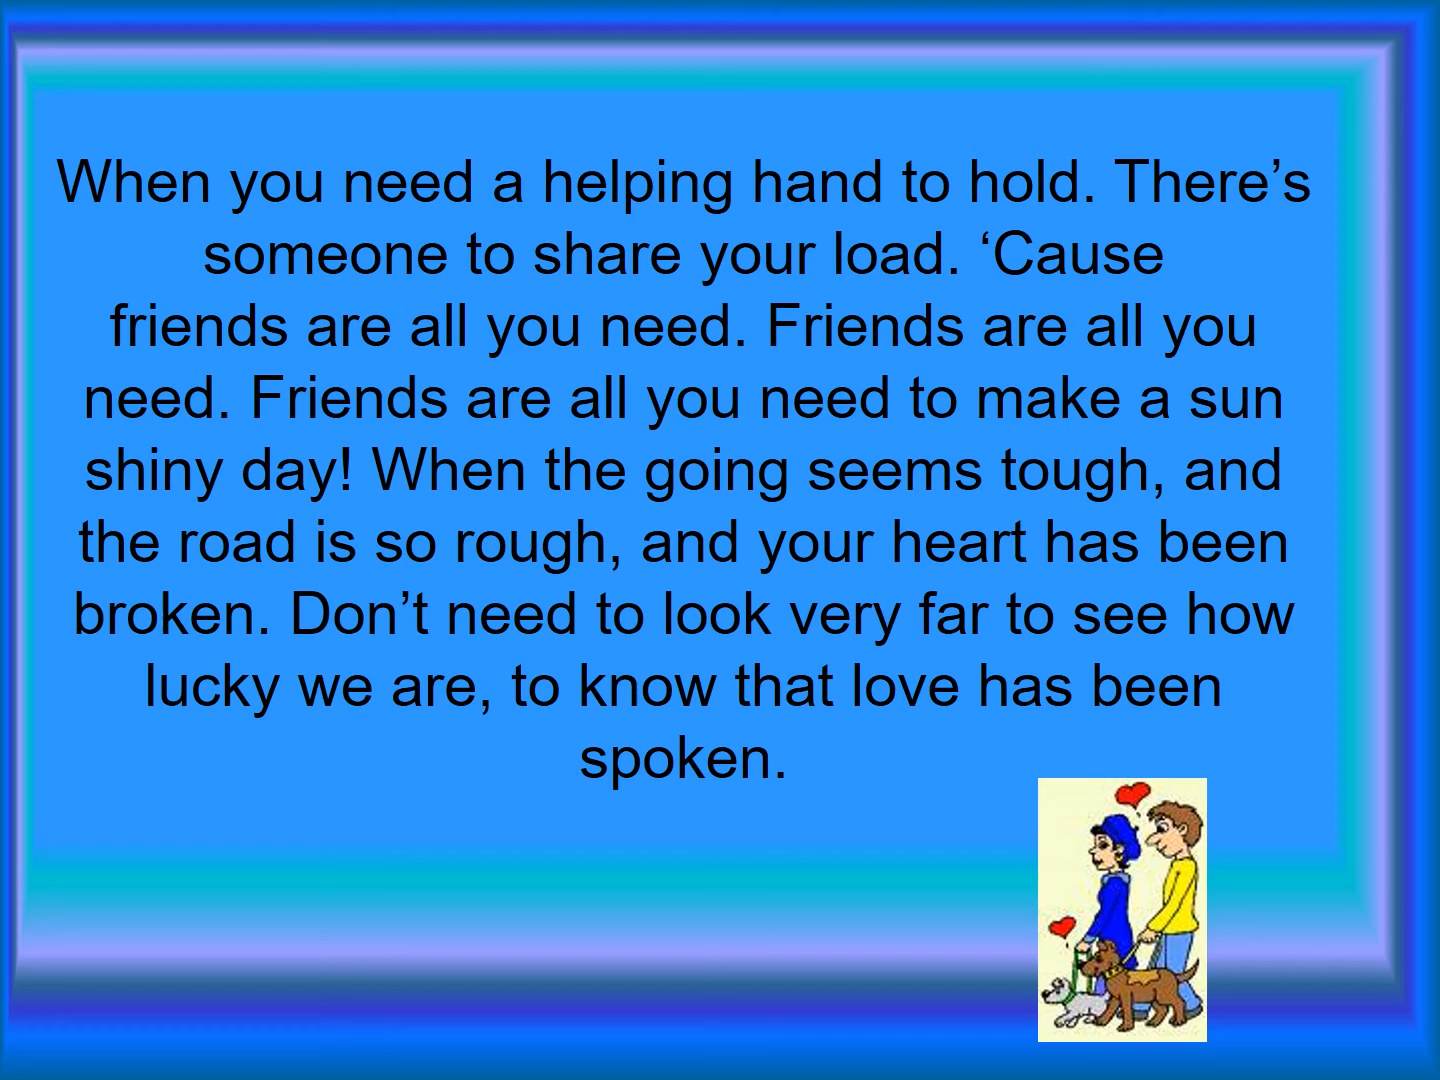 When you need a helping hand to hold. There’s
someone to share your load. ‘Cause
friends are all you need. Friends are all you
need. Friends are all you need to make a sun
shiny day! When the going seems tough, and
the road is so rough, and your heart has been
broken. Don’t need to look very far to see how
lucky we are, to know that love has been
spoken.